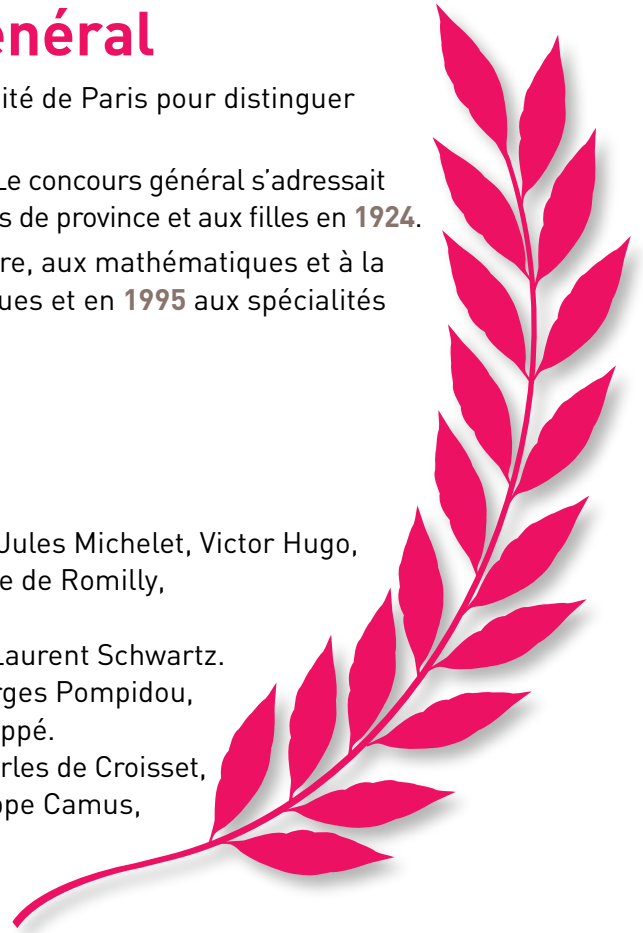 énéral
ité de Paris pour distinguer
Le concours général s’adressait
s de province et aux filles en 1924.
re, aux mathématiques et à la
ues et en 1995 aux spécialités
Jules Michelet, Victor Hugo,
e de Romilly,
Laurent Schwartz.
rges Pompidou,
ppé.
rles de Croisset,
ppe Camus,